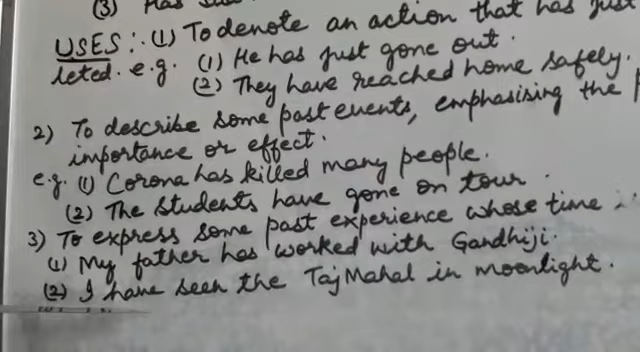 (3) Has
USES :. (1) To denote an action that has just
leted. e.g. (1) He has just gone out.
(2) They have reached home safely.
2) To describe some past events, emphasising the
importance or effect.
e.g. (1) Corona has killed many people.
(2) The students have gone on tour.
3) To express some past experience whose time
(1) My father has worked with Gandhiji.
(2) I have seen the Taj Mahal in moonlight.